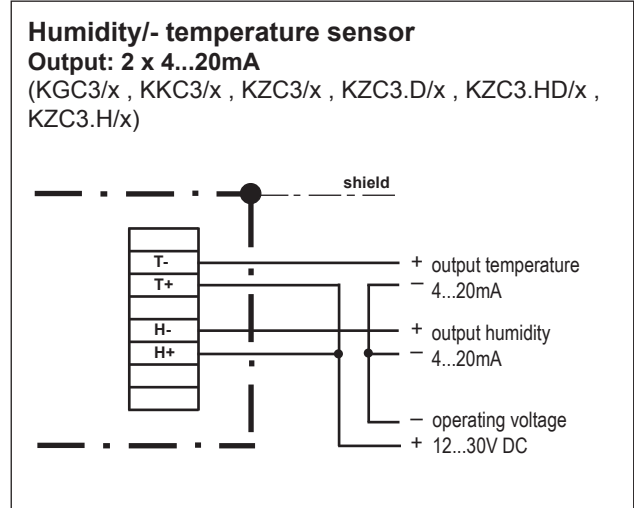 Humidity/- temperature sensor
Output: 2 x 4...20mA
(KGC3/x , KKC3/x , KZC3/x , KZC3.D/x , KZC3.HD/x ,
KZC3.H/x)
shield
T-
+ output temperature
T+
− 4...20mA
H-
+ output humidity
H+
− 4...20mA
− operating voltage
+ 12...30V DC